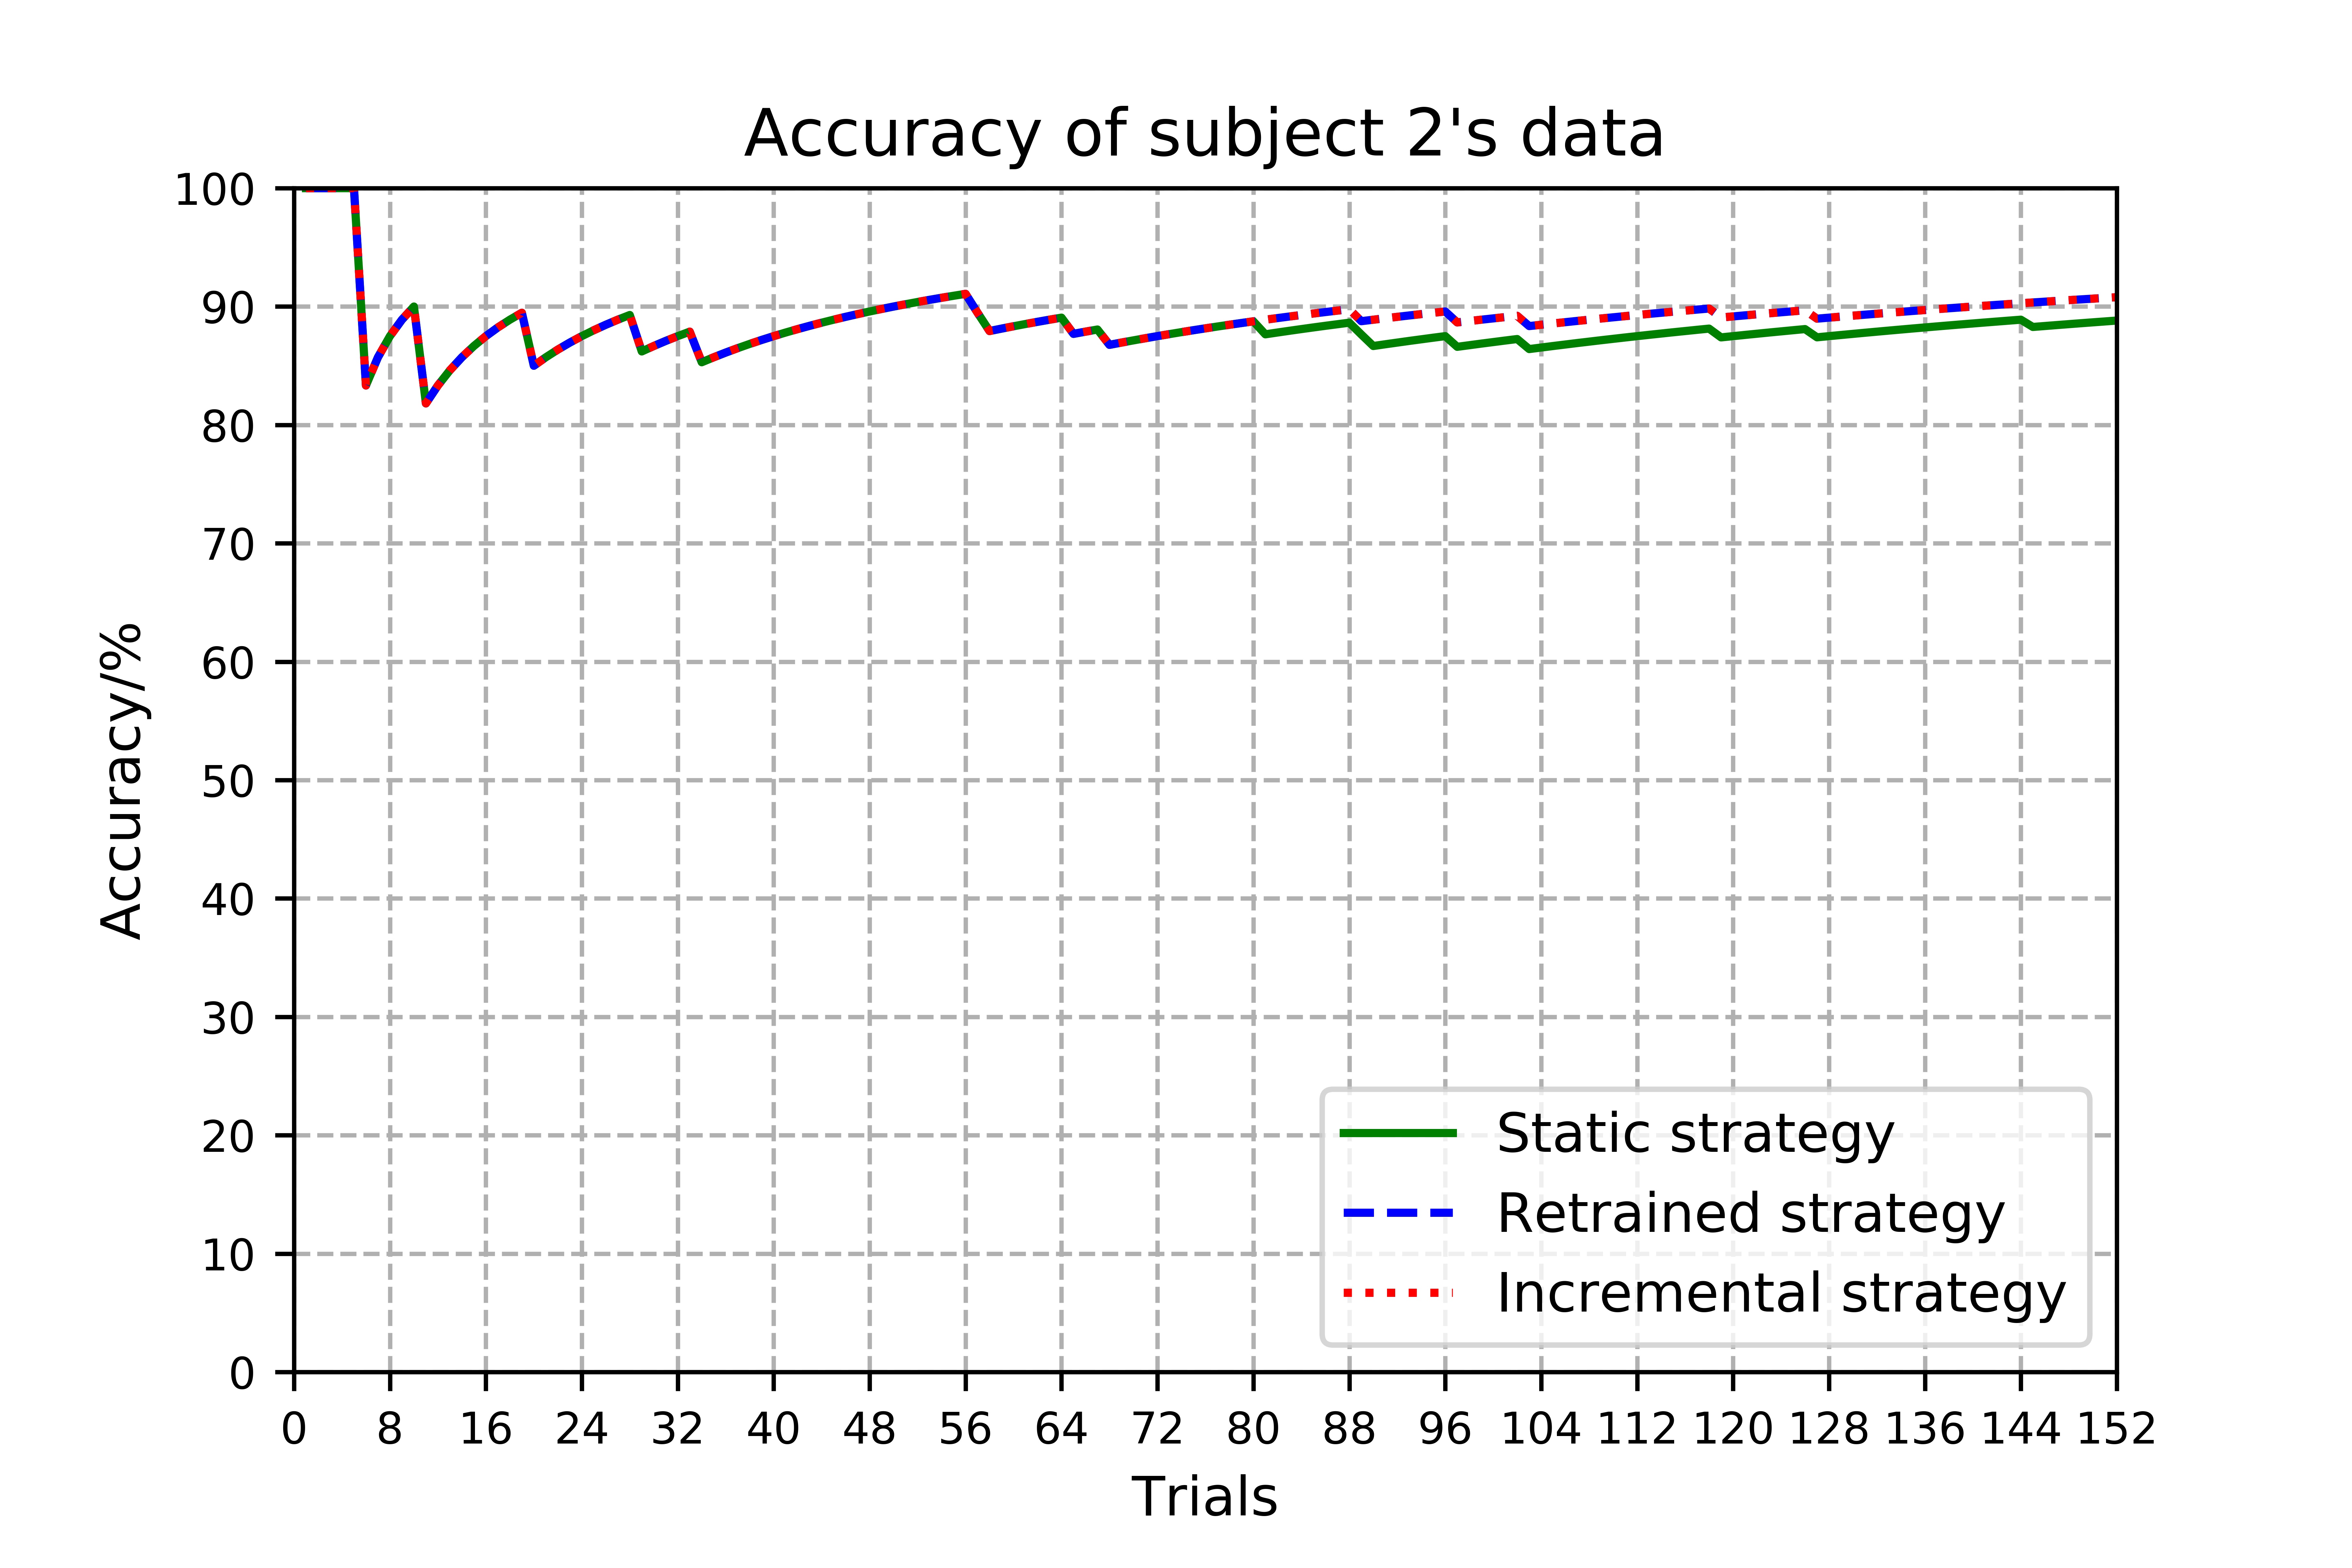 Accuracy of subject 2's data
Accuracy/%
100
90
80
70
60
50
40
30
20
10
0
0 8 16 24 32 40 48 56 64 72 80 88 96 104 112 120 128 136 144 152
Trials
Static strategy
Retrained strategy
Incremental strategy